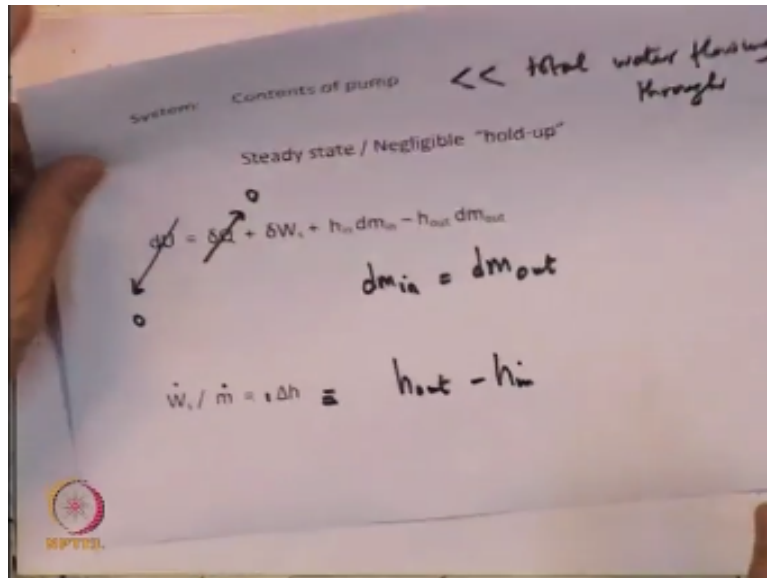 System: Contents of pump << total water flowing through
Steady state / Negligible "hold-up"
0
dU = δQ + δWₛ + hᵢₙ dmᵢₙ – hₒᵤₜ dmₒᵤₜ
dmᵢₙ = dmₒᵤₜ
0
Ẇₛ / ṁ = Δh = hₒᵤₜ - hᵢₙ
NPTEL